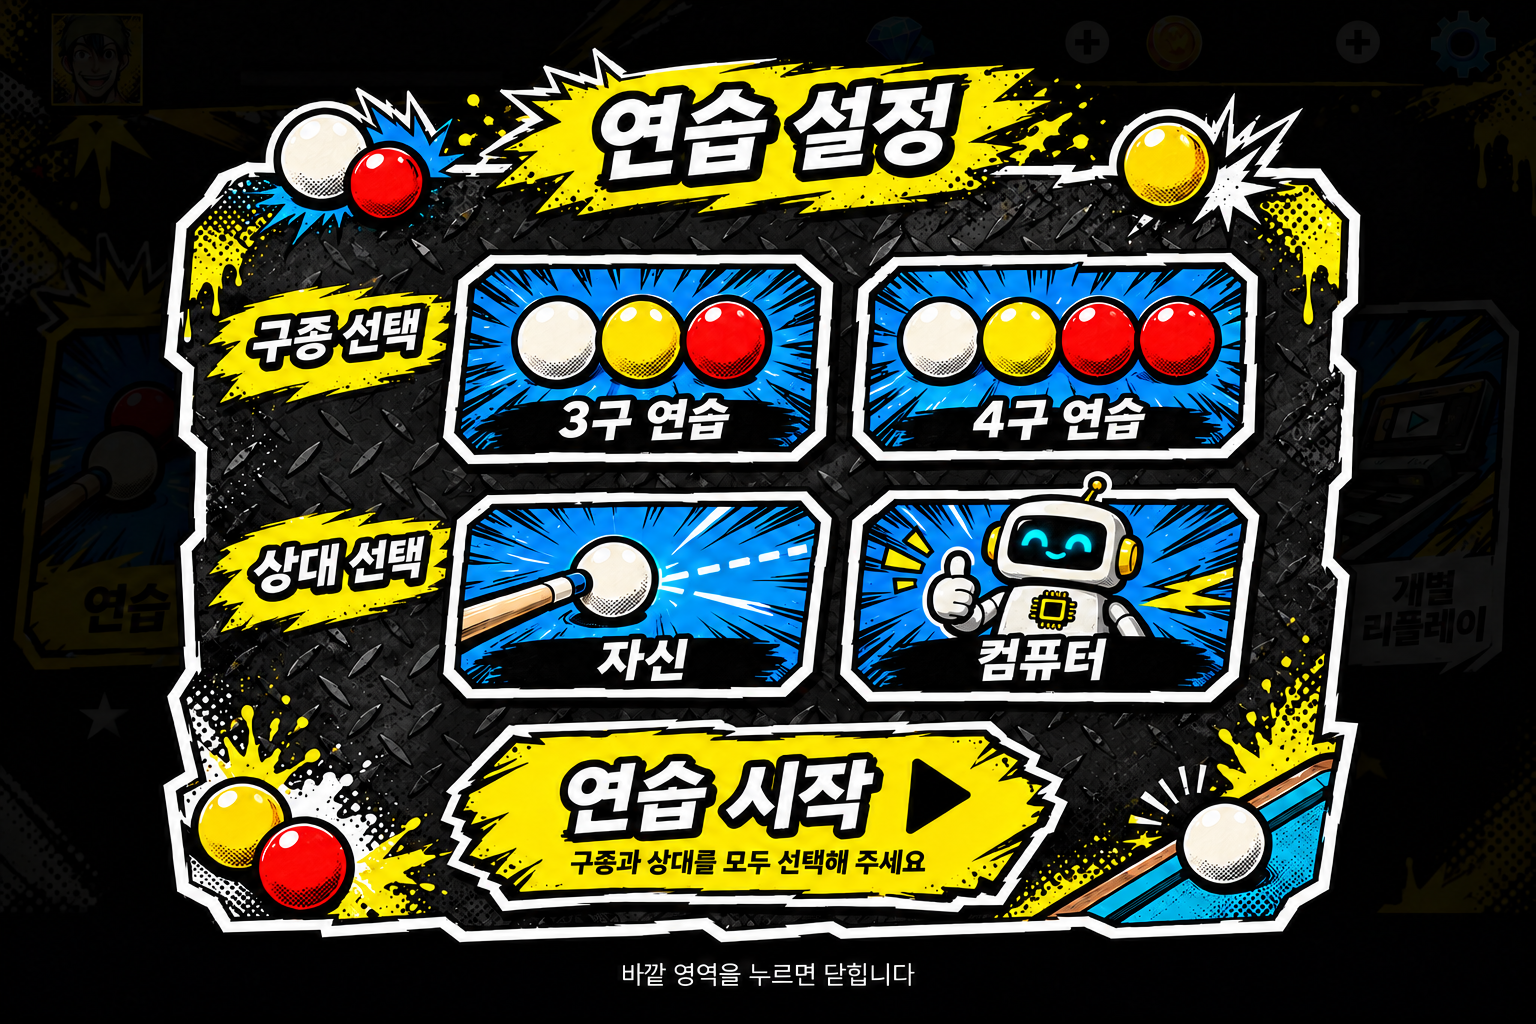 연습 설정
구종 선택
3구 연습
4구 연습
상대 선택
자신
컴퓨터
연습 시작
구종과 상대를 모두 선택해 주세요
바깥 영역을 누르면 닫힙니다
연습
개별
리플레이